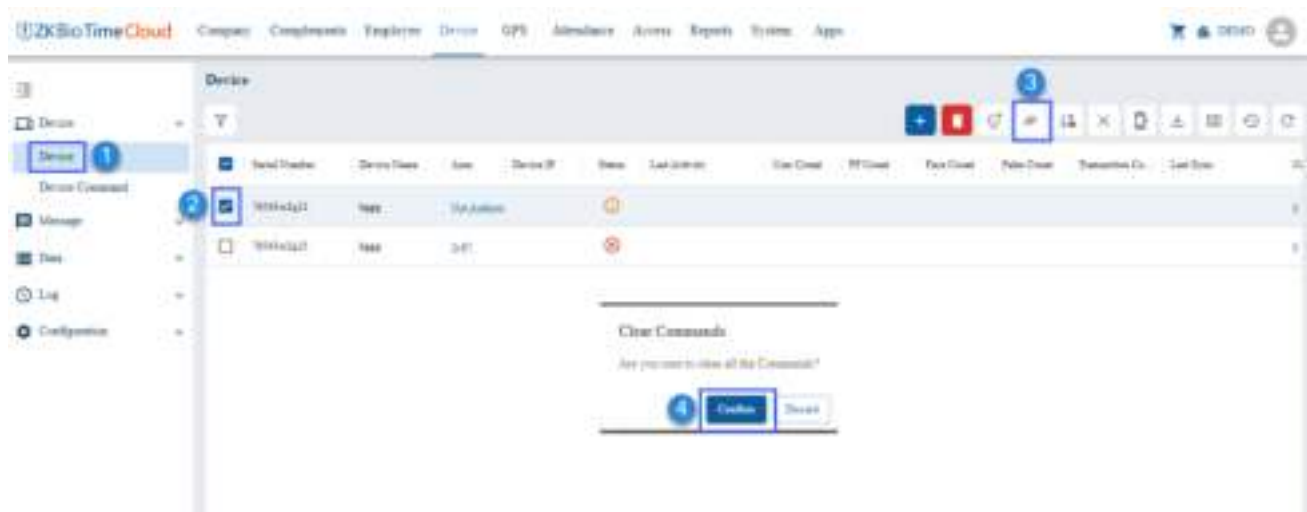 ZKBioTimeCloud Company Complements Employee Device GPS Attendance Access Reports System Apps DEMO
Device
Device
Device
Device Command
Message
Data
Log
Configuration
1
2
3
Serial Number Device Name Area Device IP Status Last Activity User Count FP Count Face Count Palm Count Transaction Co... Last Sync
Clear Commands
Are you sure to clear all the Commands?
4 Confirm Discard